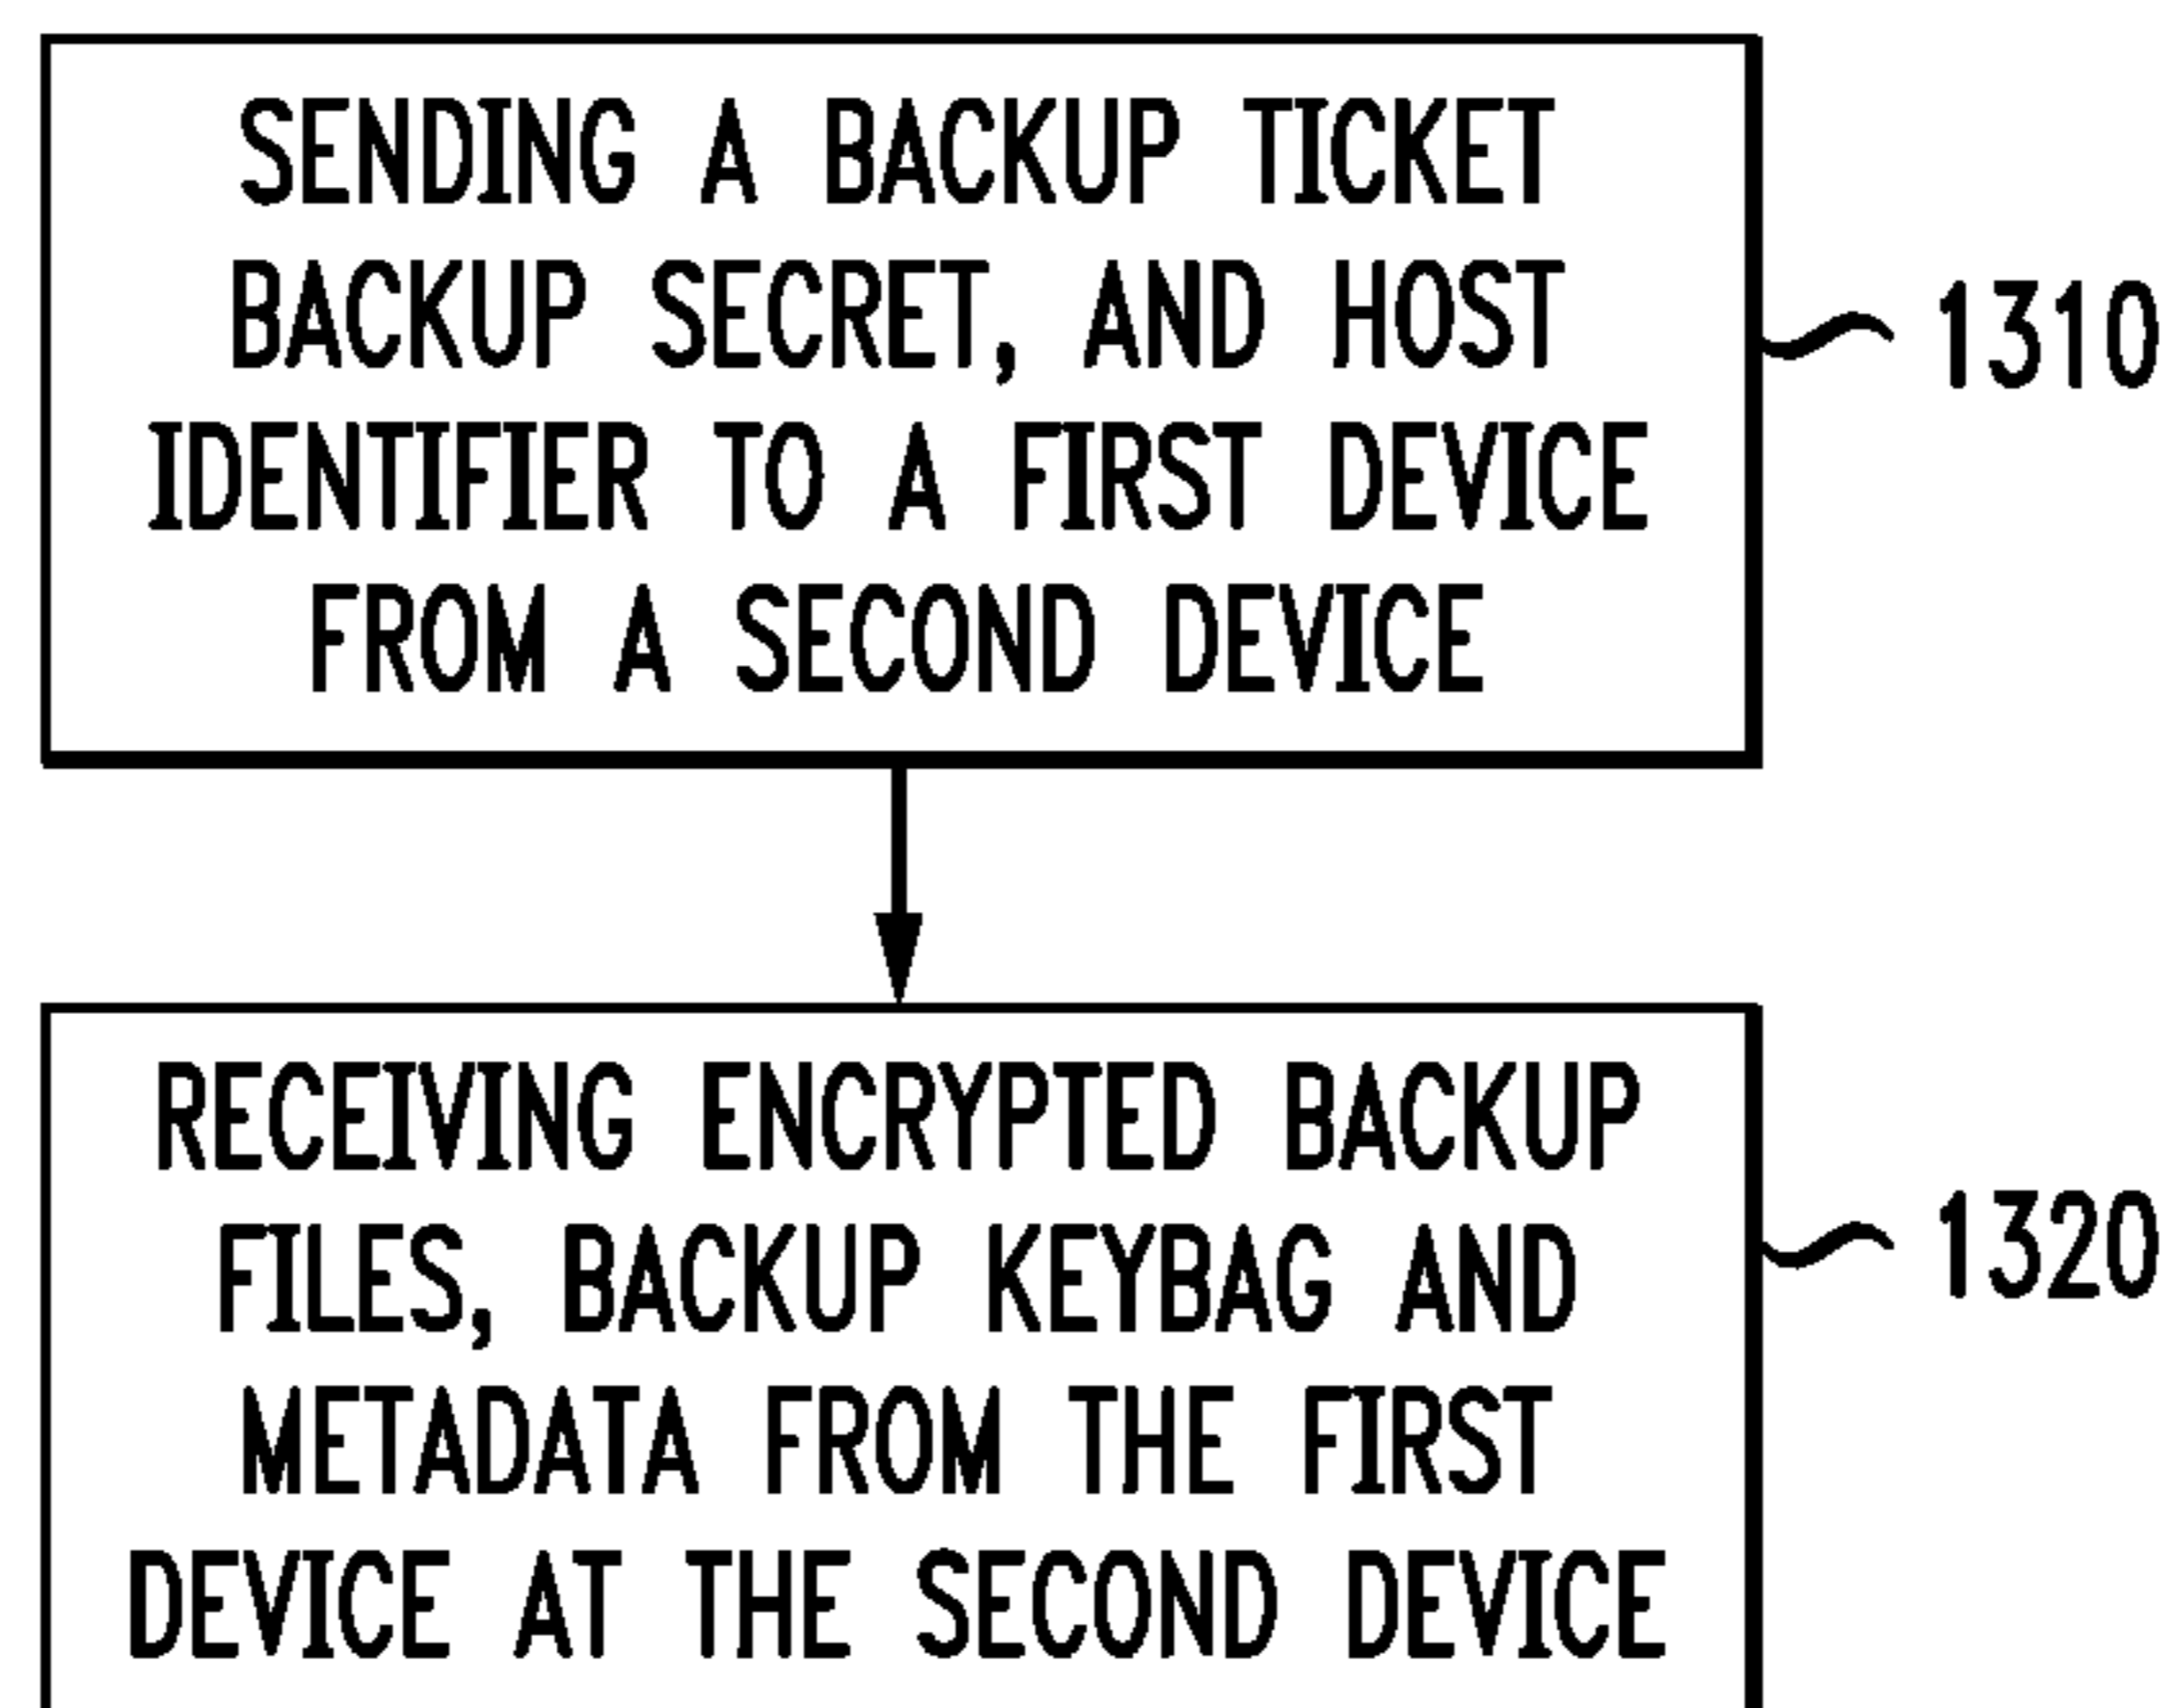 SENDING A BACKUP TICKET
BACKUP SECRET, AND HOST
IDENTIFIER TO A FIRST DEVICE
FROM A SECOND DEVICE
1310
RECEIVING ENCRYPTED BACKUP
FILES, BACKUP KEYBAG AND
METADATA FROM THE FIRST
DEVICE AT THE SECOND DEVICE
1320